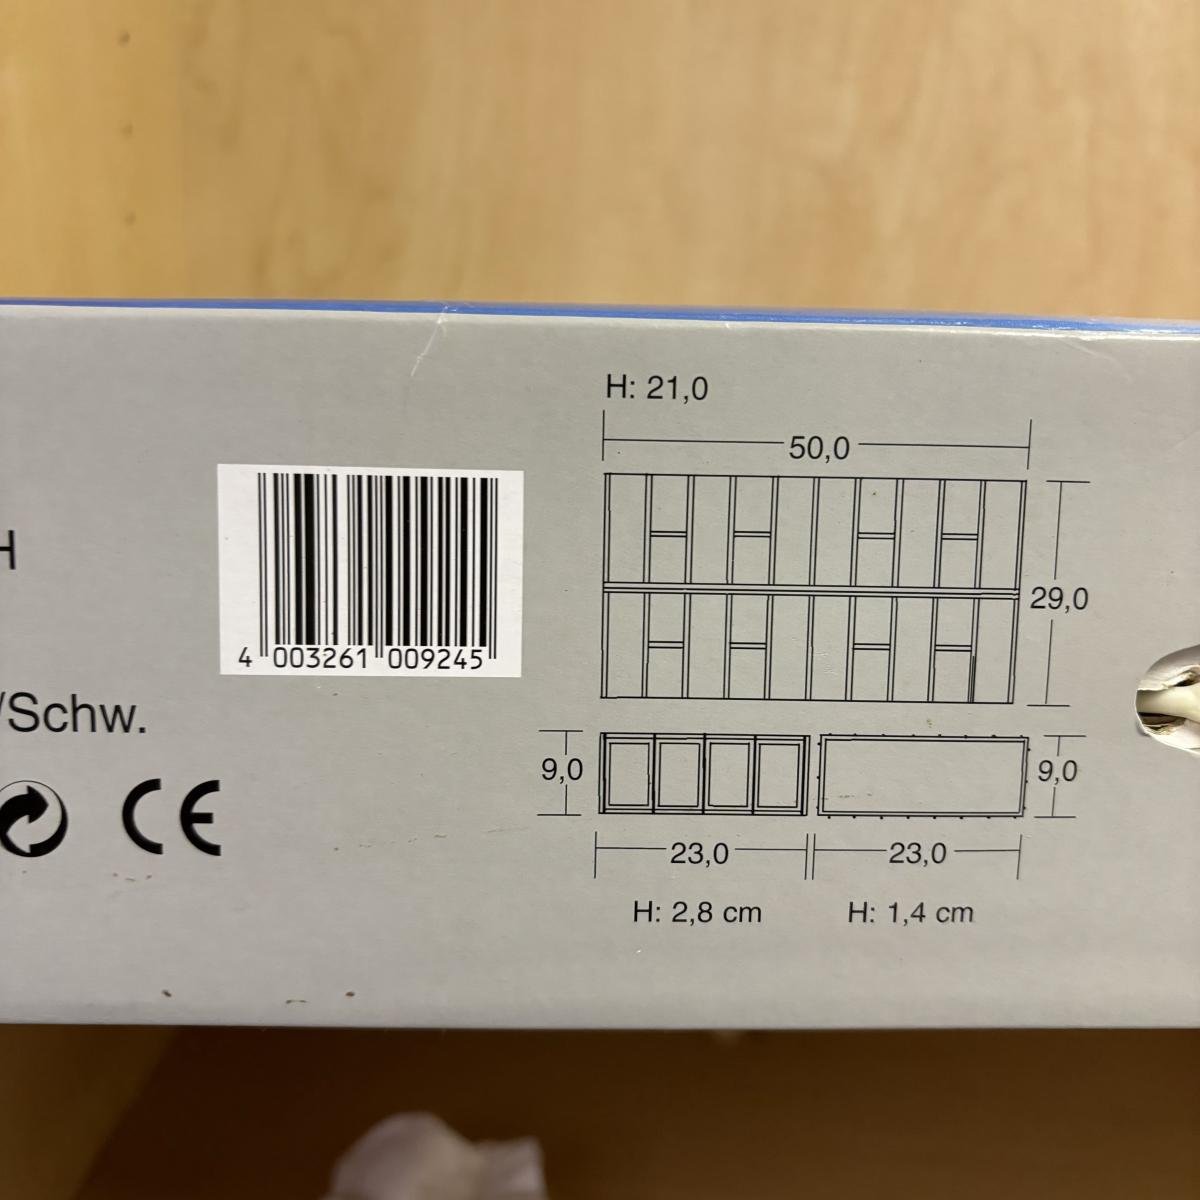 H
/Schw.
CE
4 003261 009245
H: 21,0
50,0
29,0
9,0
9,0
23,0
23,0
H: 2,8 cm
H: 1,4 cm